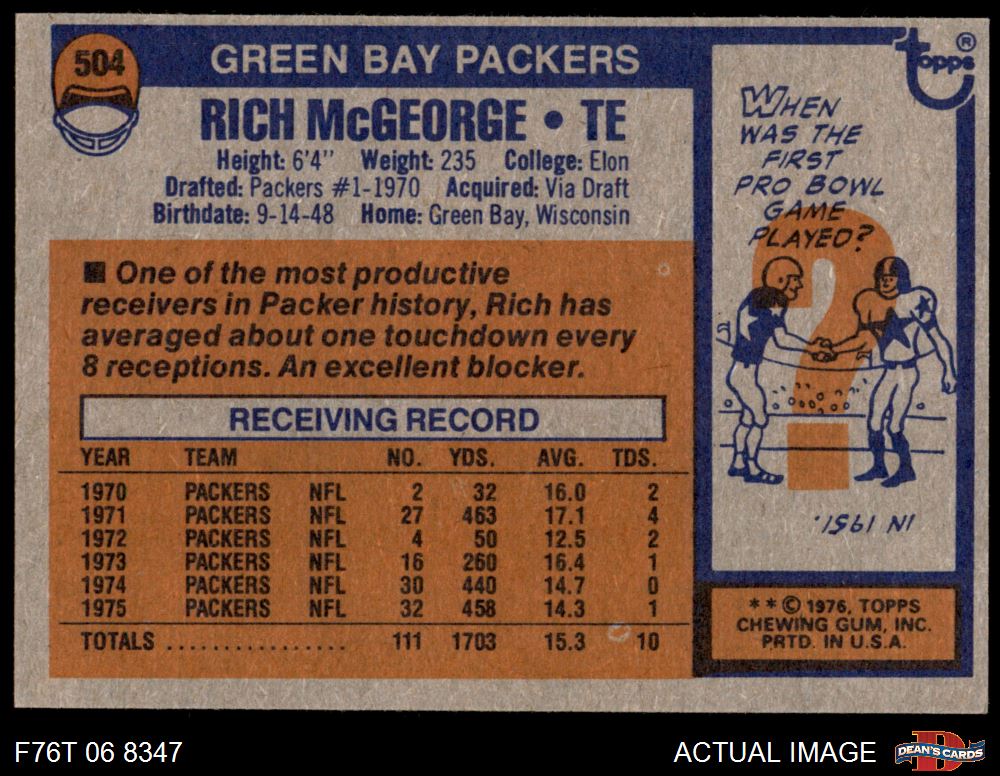 504
GREEN BAY PACKERS
RICH McGEORGE • TE
Height: 6'4" Weight: 235 College: Elon
Drafted: Packers #1-1970 Acquired: Via Draft
Birthdate: 9-14-48 Home: Green Bay, Wisconsin
■ One of the most productive
receivers in Packer history, Rich has
averaged about one touchdown every
8 receptions. An excellent blocker.
RECEIVING RECORD
YEAR TEAM NO. YDS. AVG. TDS.
1970 PACKERS NFL 2 32 16.0 2
1971 PACKERS NFL 27 463 17.1 4
1972 PACKERS NFL 4 50 12.5 2
1973 PACKERS NFL 16 260 16.4 1
1974 PACKERS NFL 30 440 14.7 0
1975 PACKERS NFL 32 458 14.3 1
TOTALS ................ 111 1703 15.3 10
topps ®
WHEN
WAS THE
FIRST
PRO BOWL
GAME
PLAYED?
?
IN 1951.
* * © 1976, TOPPS
CHEWING GUM, INC.
PRTD. IN U.S.A.
F76T 06 8347
ACTUAL IMAGE
DEAN'S CARDS